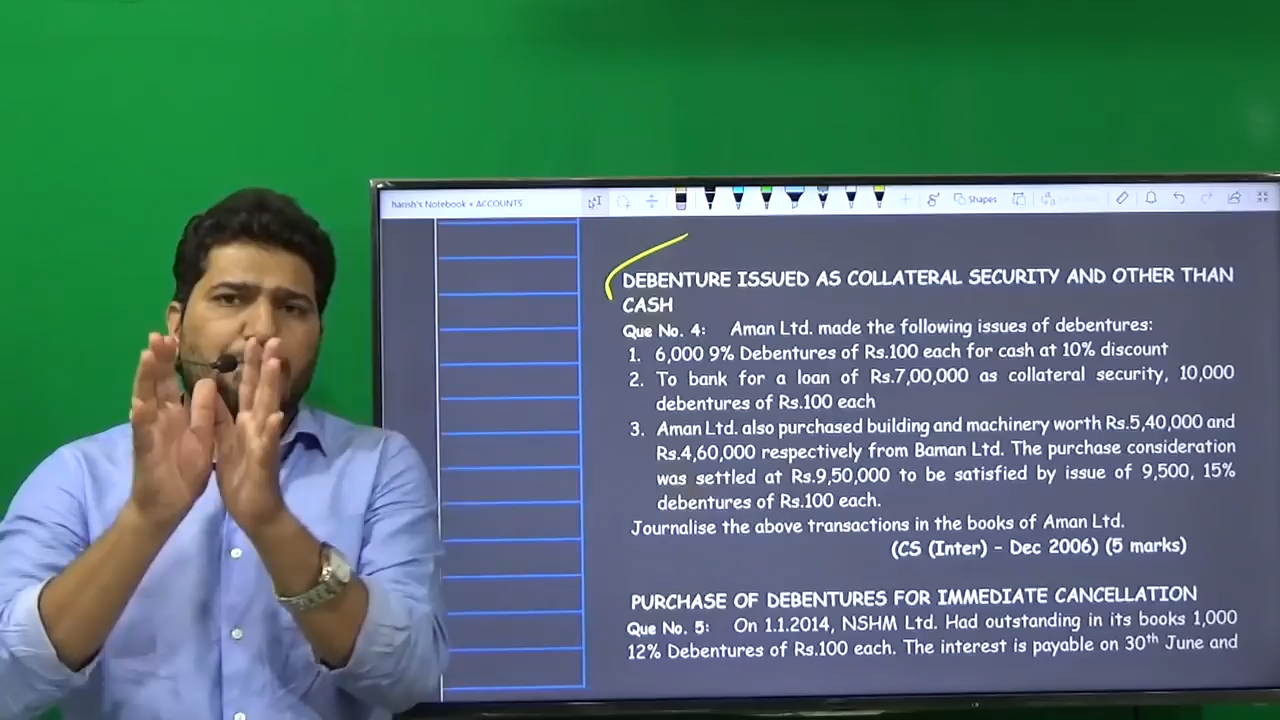 harish's Notebook • ACCOUNTS
Shapes
DEBENTURE ISSUED AS COLLATERAL SECURITY AND OTHER THAN
CASH
Que No. 4: Aman Ltd. made the following issues of debentures:
1. 6,000 9% Debentures of Rs.100 each for cash at 10% discount
2. To bank for a loan of Rs.7,00,000 as collateral security, 10,000
debentures of Rs.100 each
3. Aman Ltd. also purchased building and machinery worth Rs.5,40,000 and
Rs.4,60,000 respectively from Baman Ltd. The purchase consideration
was settled at Rs.9,50,000 to be satisfied by issue of 9,500, 15%
debentures of Rs.100 each.
Journalise the above transactions in the books of Aman Ltd.
(CS (Inter) – Dec 2006) (5 marks)
PURCHASE OF DEBENTURES FOR IMMEDIATE CANCELLATION
Que No. 5: On 1.1.2014, NSHM Ltd. Had outstanding in its books 1,000
12% Debentures of Rs.100 each. The interest is payable on 30th June and